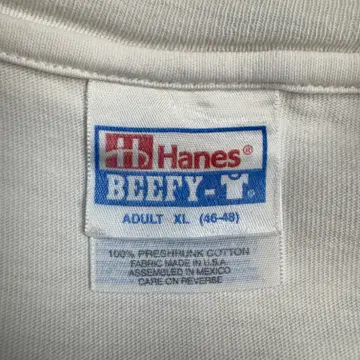 Hanes®
BEEFY-T®
ADULT XL (46-48)
100% PRESHRUNK COTTON
FABRIC MADE IN U.S.A.
ASSEMBLED IN MEXICO
CARE ON REVERSE